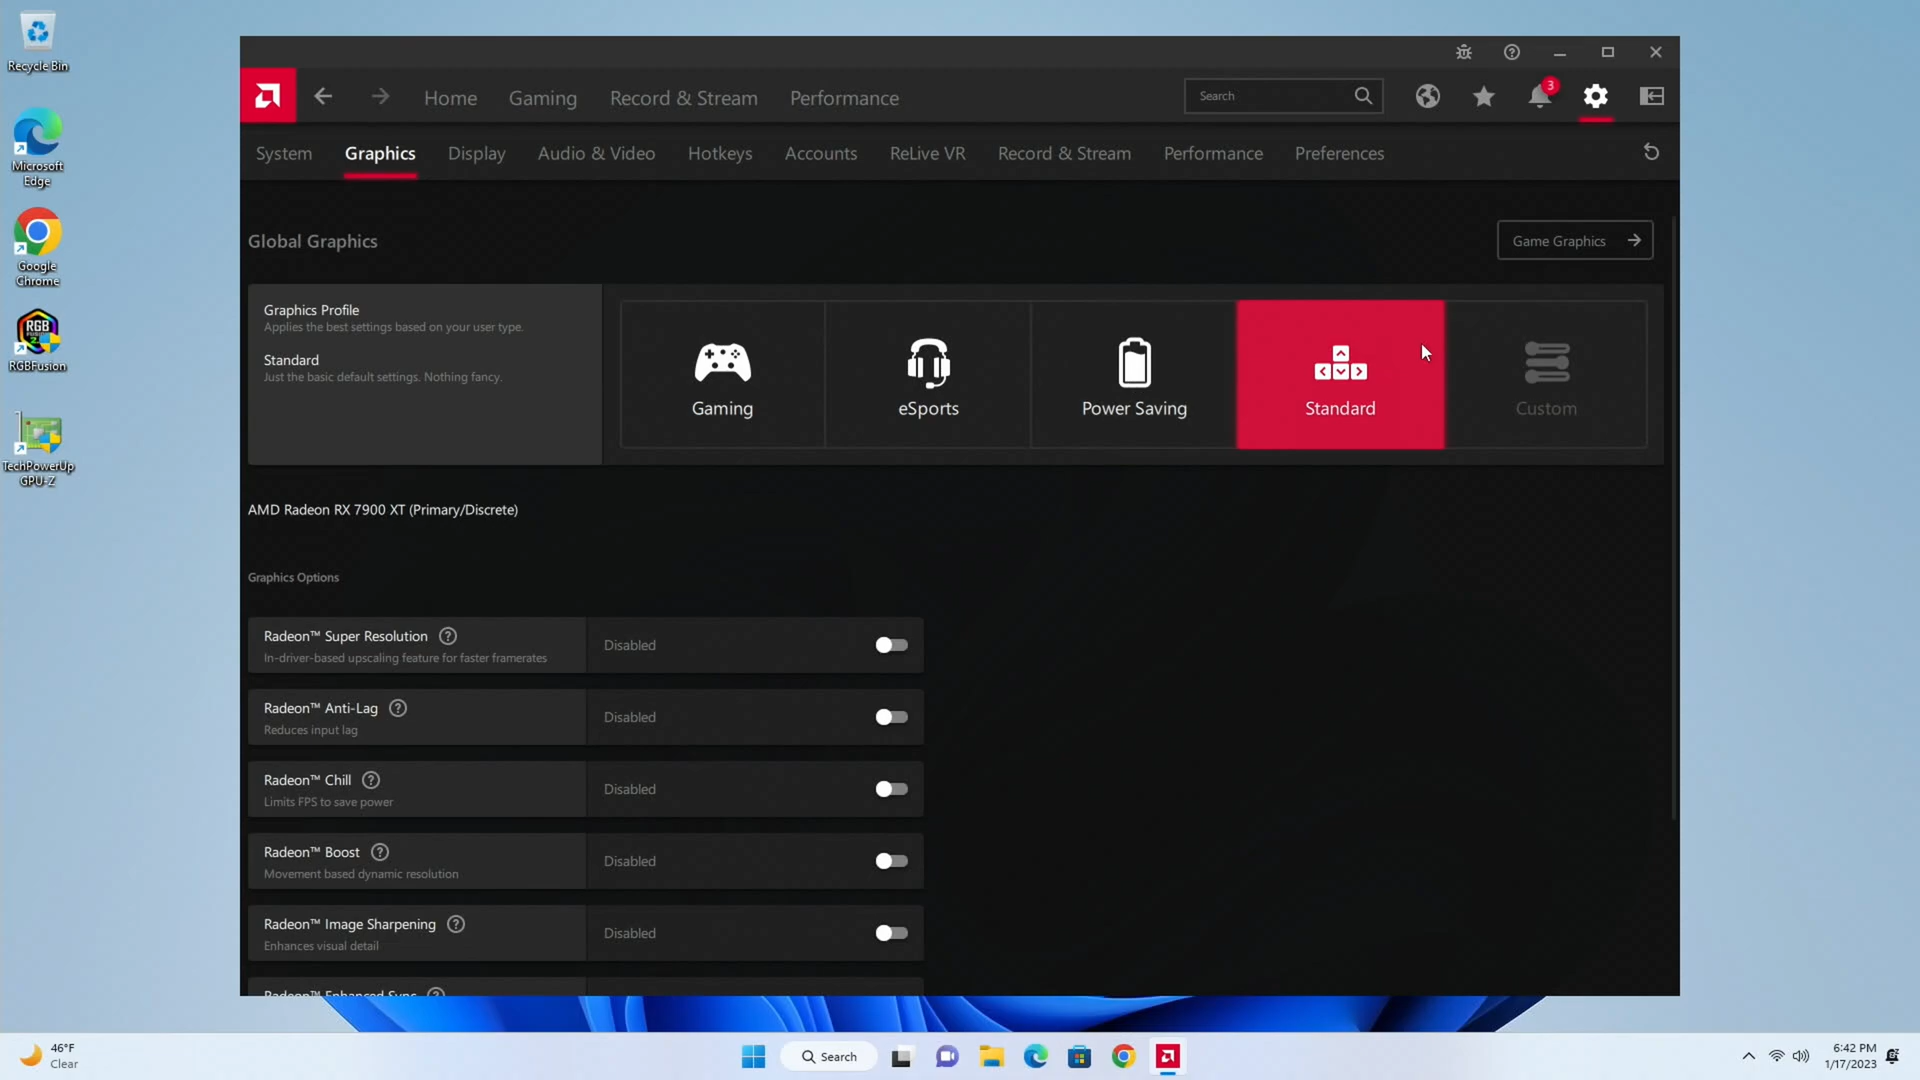 Recycle Bin
Microsoft
Edge
Google
Chrome
RGB
RGBFusion
TechPowerUp
GPU-Z
Home
Gaming
Record & Stream
Performance
Search
3
System
Graphics
Display
Audio & Video
Hotkeys
Accounts
ReLive VR
Record & Stream
Performance
Preferences
Global Graphics
Game Graphics
Graphics Profile
Applies the best settings based on your user type.
Standard
Just the basic default settings. Nothing fancy.
Gaming
eSports
Power Saving
Standard
Custom
AMD Radeon RX 7900 XT (Primary/Discrete)
Graphics Options
Radeon™ Super Resolution
In-driver-based upscaling feature for faster framerates
Disabled
Radeon™ Anti-Lag
Reduces input lag
Disabled
Radeon™ Chill
Limits FPS to save power
Disabled
Radeon™ Boost
Movement based dynamic resolution
Disabled
Radeon™ Image Sharpening
Enhances visual detail
Disabled
Radeon™ Enhanced Sync
46°F
Clear
Search
6:42 PM
1/17/2023